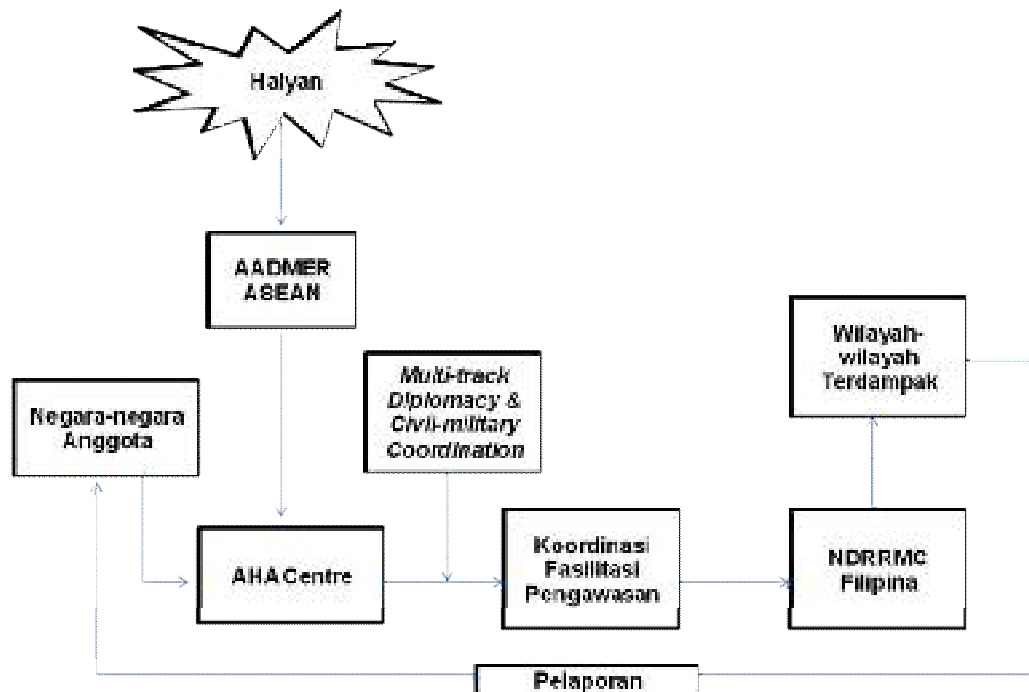 Haiyan
AADMER
ASEAN
Negara-negara
Anggota
Multi-track
Diplomacy &
Civil-military
Coordination
Wilayah-
wilayah
Terdampak
AHA Centre
Koordinasi
Fasilitasi
Pengawasan
NDRRMC
Filipina
Pelaporan